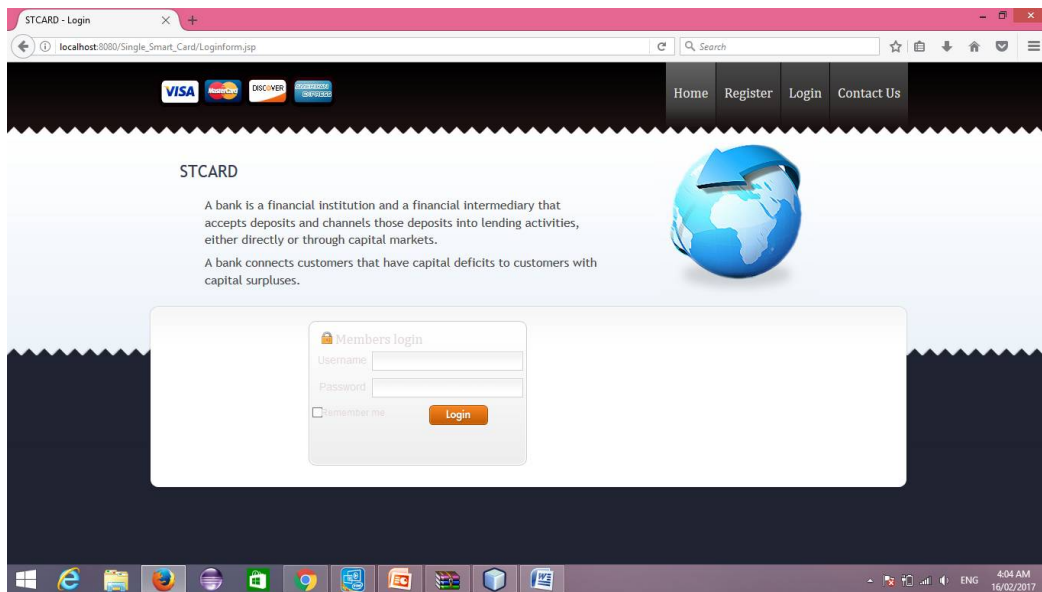 STCARD - Login
localhost:8080/Single_Smart_Card/Loginform.jsp
Search
VISA MasterCard DISCOVER AMERICAN EXPRESS
Home Register Login Contact Us
STCARD
A bank is a financial institution and a financial intermediary that
accepts deposits and channels those deposits into lending activities,
either directly or through capital markets.
A bank connects customers that have capital deficits to customers with
capital surpluses.
Members login
Username
Password
Remember me
Login
ENG
4:04 AM
16/02/2017